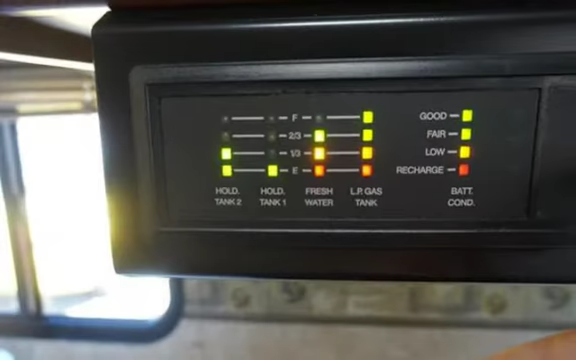 F
2/3
1/3
E
HOLD. TANK 2
HOLD. TANK 1
FRESH WATER
L.P. GAS TANK
GOOD
FAIR
LOW
RECHARGE
BATT. COND.